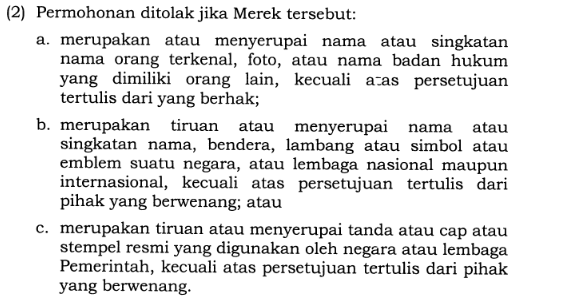 (2) Permohonan ditolak jika Merek tersebut:
a. merupakan atau menyerupai nama atau singkatan
nama orang terkenal, foto, atau nama badan hukum
yang dimiliki orang lain, kecuali atas persetujuan
tertulis dari yang berhak;
b. merupakan tiruan atau menyerupai nama atau
singkatan nama, bendera, lambang atau simbol atau
emblem suatu negara, atau lembaga nasional maupun
internasional, kecuali atas persetujuan tertulis dari
pihak yang berwenang; atau
c. merupakan tiruan atau menyerupai tanda atau cap atau
stempel resmi yang digunakan oleh negara atau lembaga
Pemerintah, kecuali atas persetujuan tertulis dari pihak
yang berwenang.